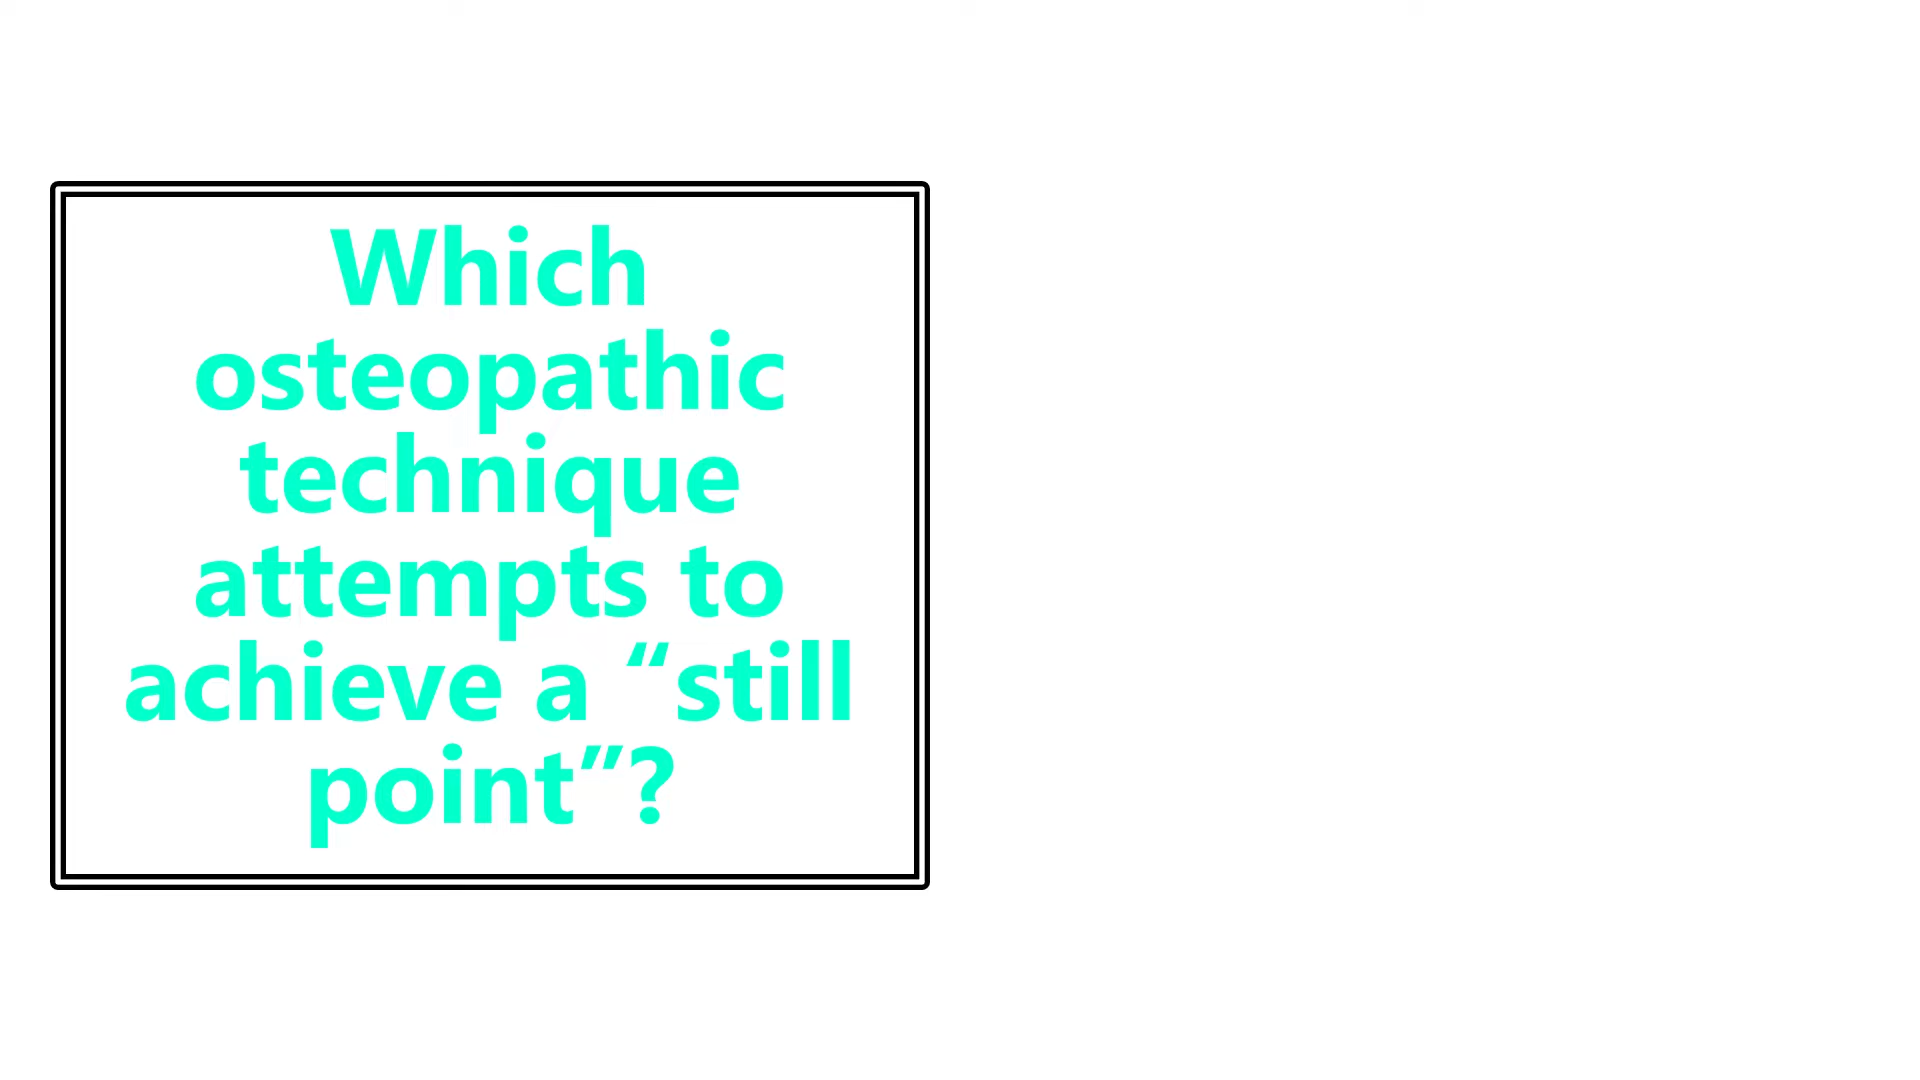 Which
osteopathic
technique
attempts to
achieve a “still
point”?